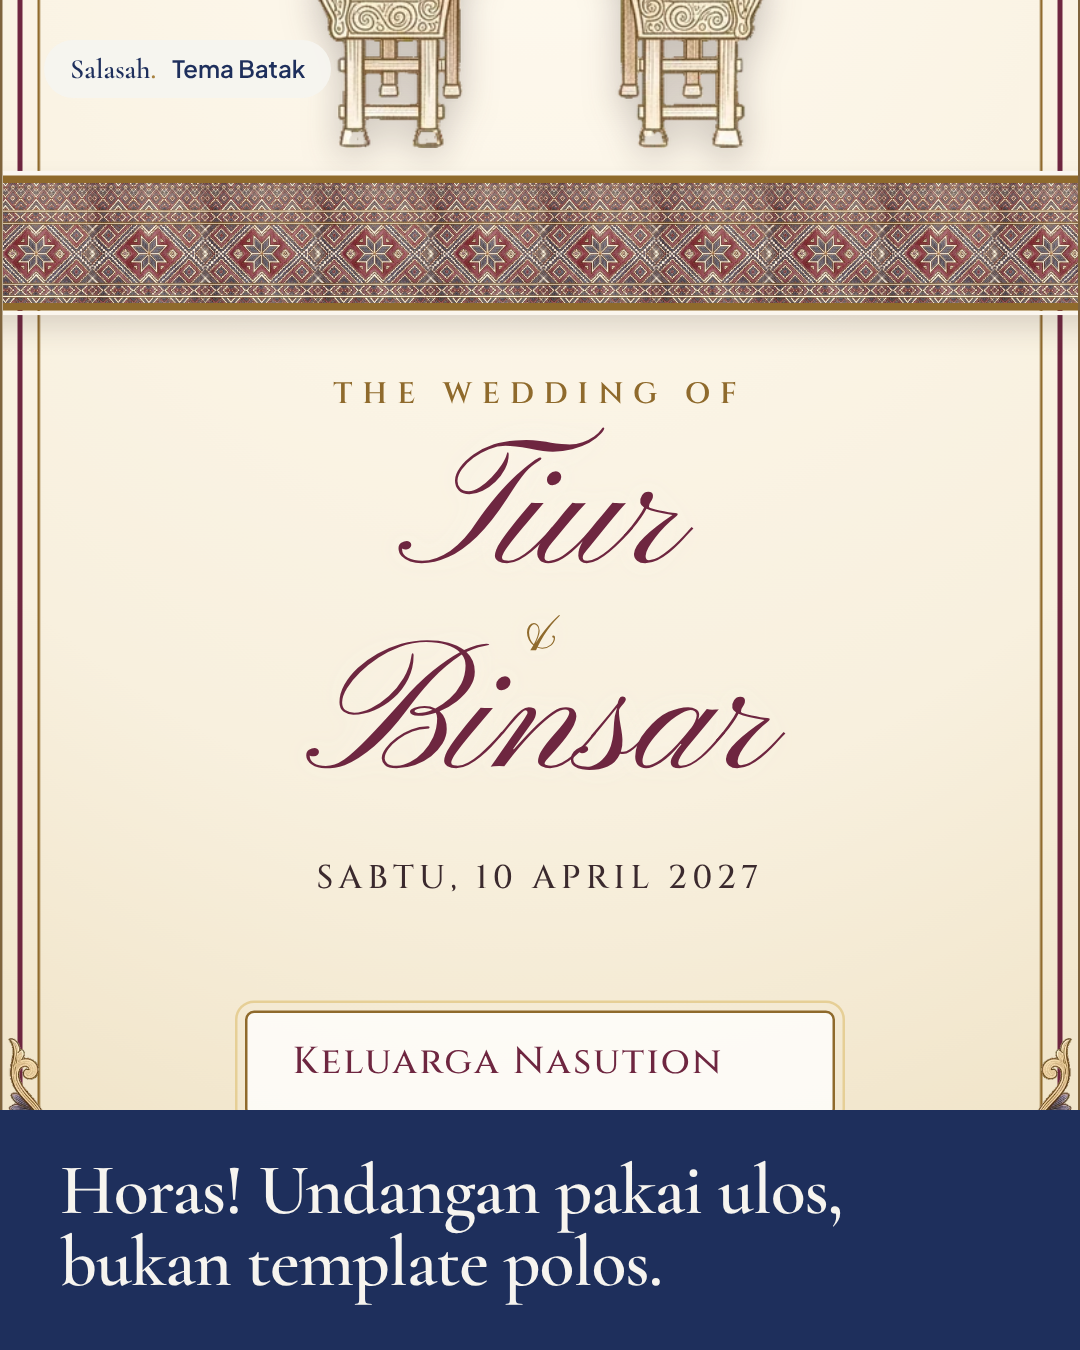 Salasah. Tema Batak
THE WEDDING OF
Tiur
&
Binsar
SABTU, 10 APRIL 2027
KELUARGA NASUTION
Horas! Undangan pakai ulos,
bukan template polos.